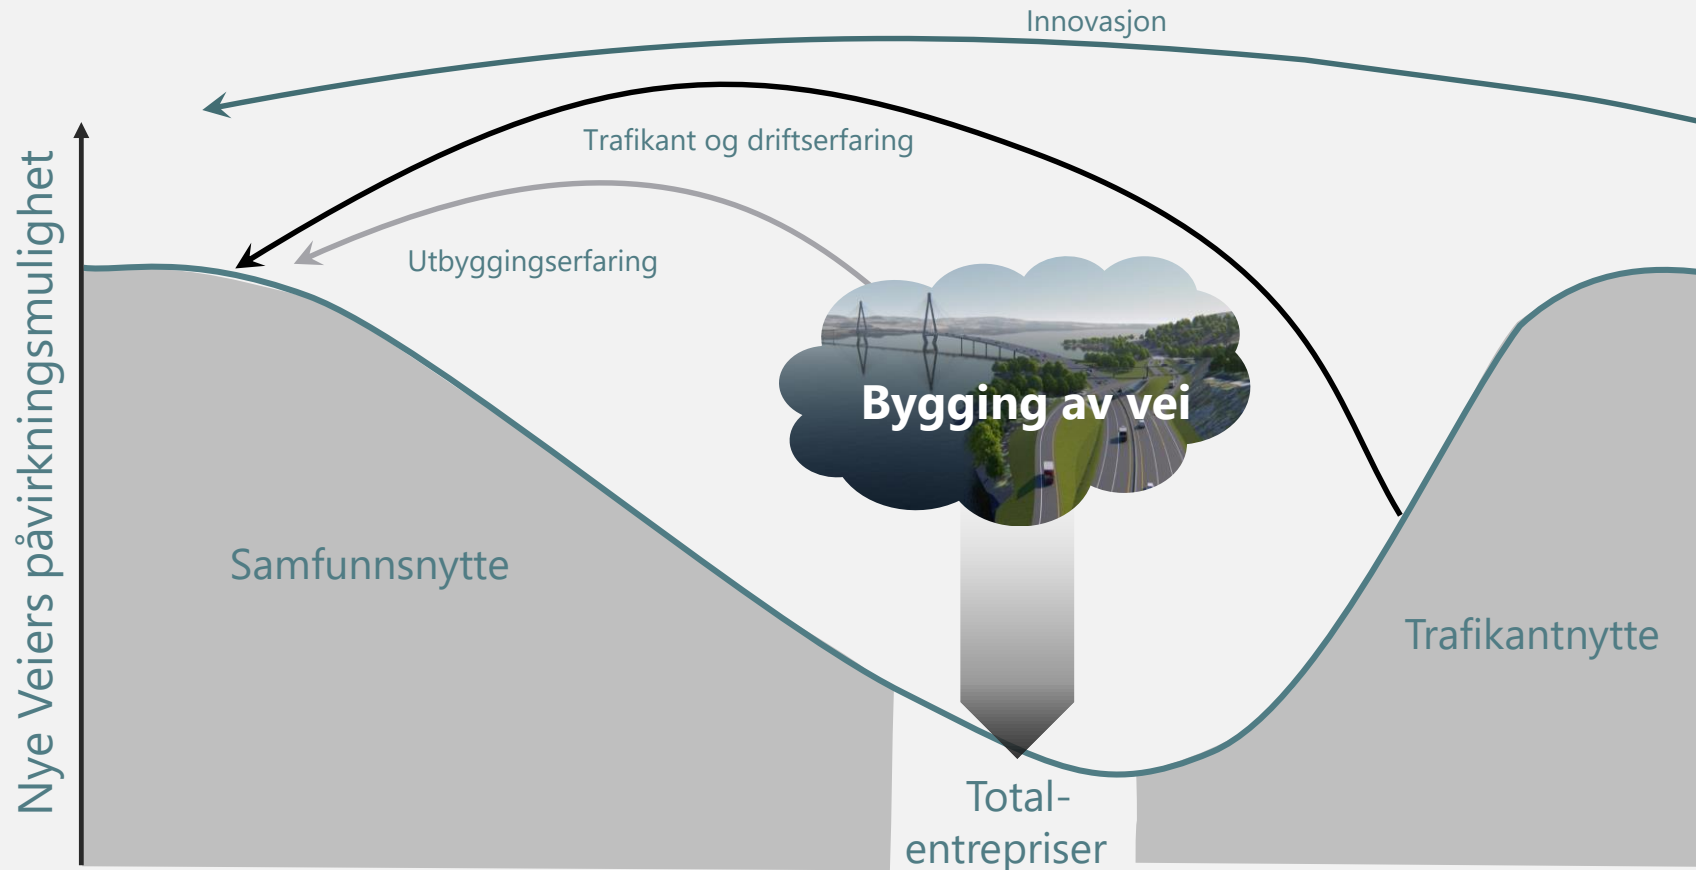 Innovasjon
Trafikant og driftserfaring
Utbyggingserfaring
Nye Veiers påvirkningsmulighet
Bygging av vei
Samfunnsnytte
Trafikantnytte
Total-
entrepriser